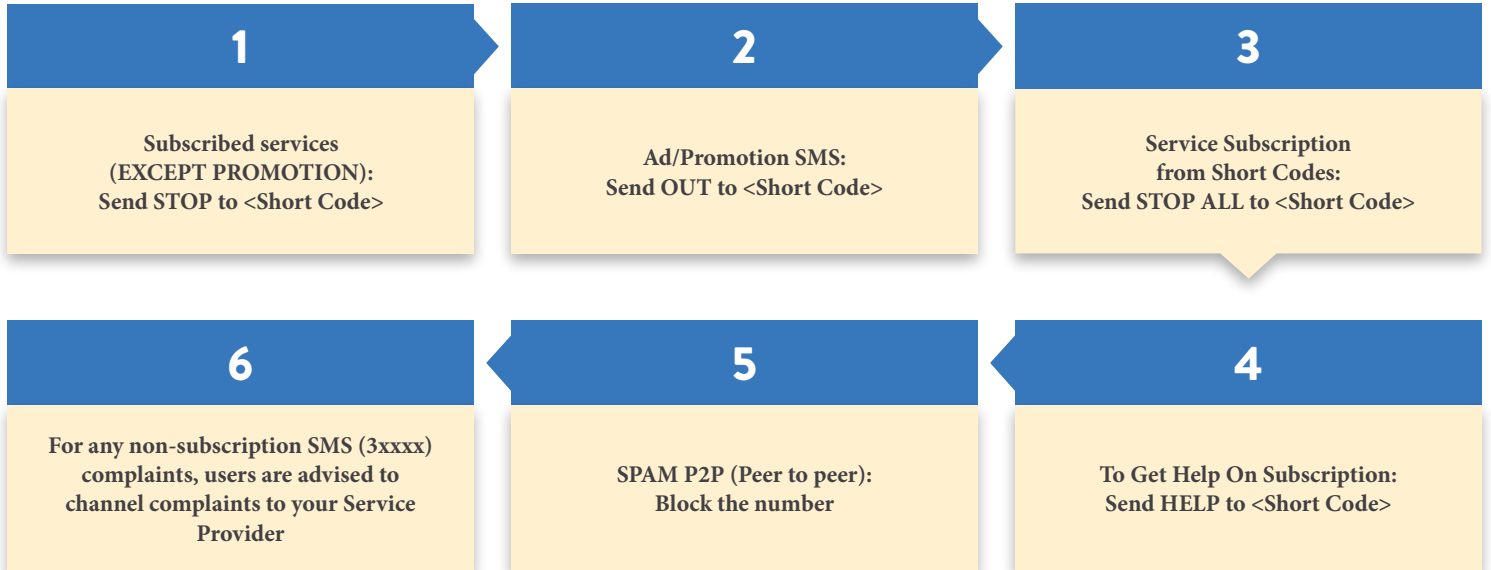 1
Subscribed services
(EXCEPT PROMOTION):
Send STOP to <Short Code>
2
Ad/Promotion SMS:
Send OUT to <Short Code>
3
Service Subscription
from Short Codes:
Send STOP ALL to <Short Code>
4
To Get Help On Subscription:
Send HELP to <Short Code>
5
SPAM P2P (Peer to peer):
Block the number
6
For any non-subscription SMS (3xxxx)
complaints, users are advised to
channel complaints to your Service
Provider